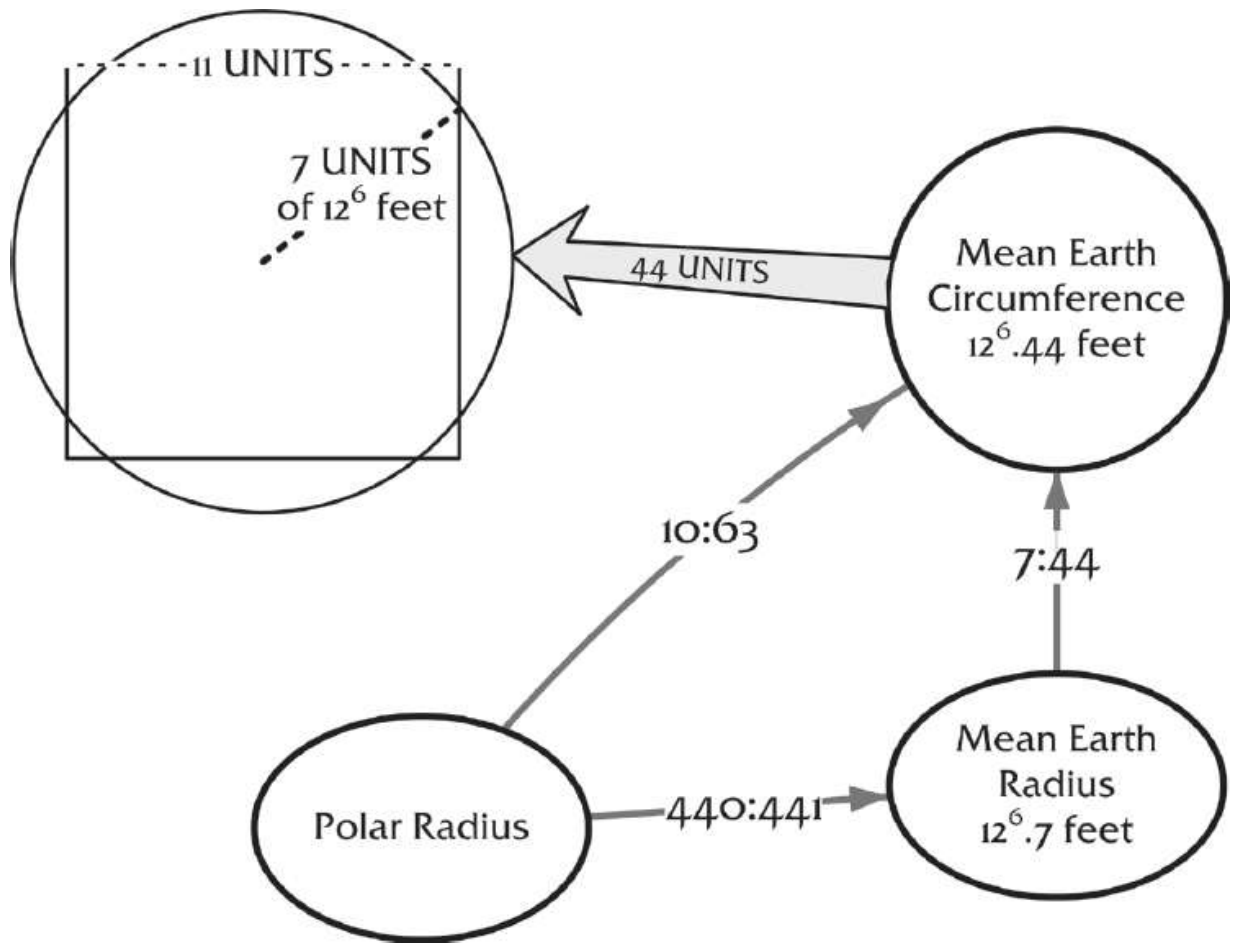 11 UNITS
7 UNITS
of 12⁶ feet
44 UNITS
Mean Earth
Circumference
12⁶.44 feet
10:63
7:44
Polar Radius
440:441
Mean Earth
Radius
12⁶.7 feet